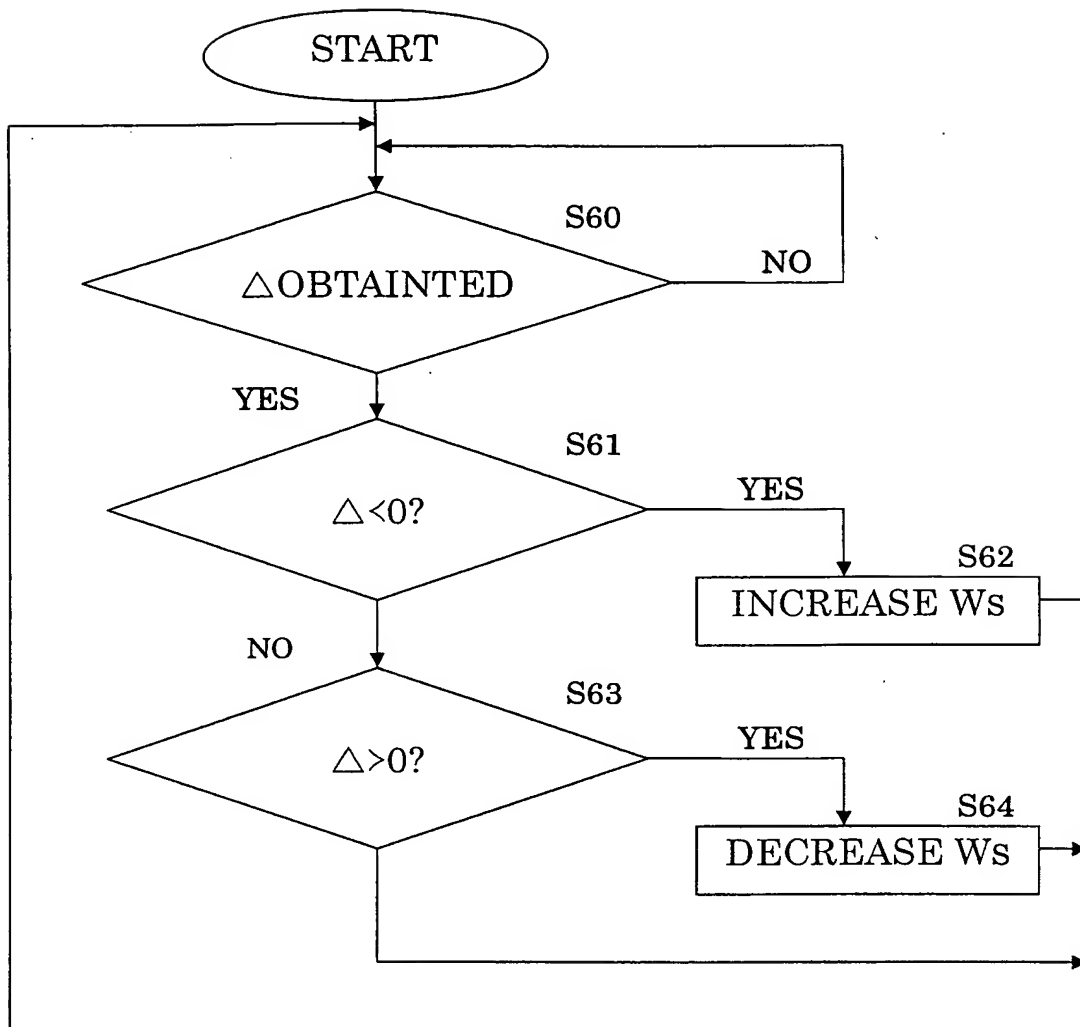 START
S60
△OBTAINTED
NO
YES
S61
△<0?
YES
S62
INCREASE Ws
NO
S63
△>0?
YES
S64
DECREASE Ws